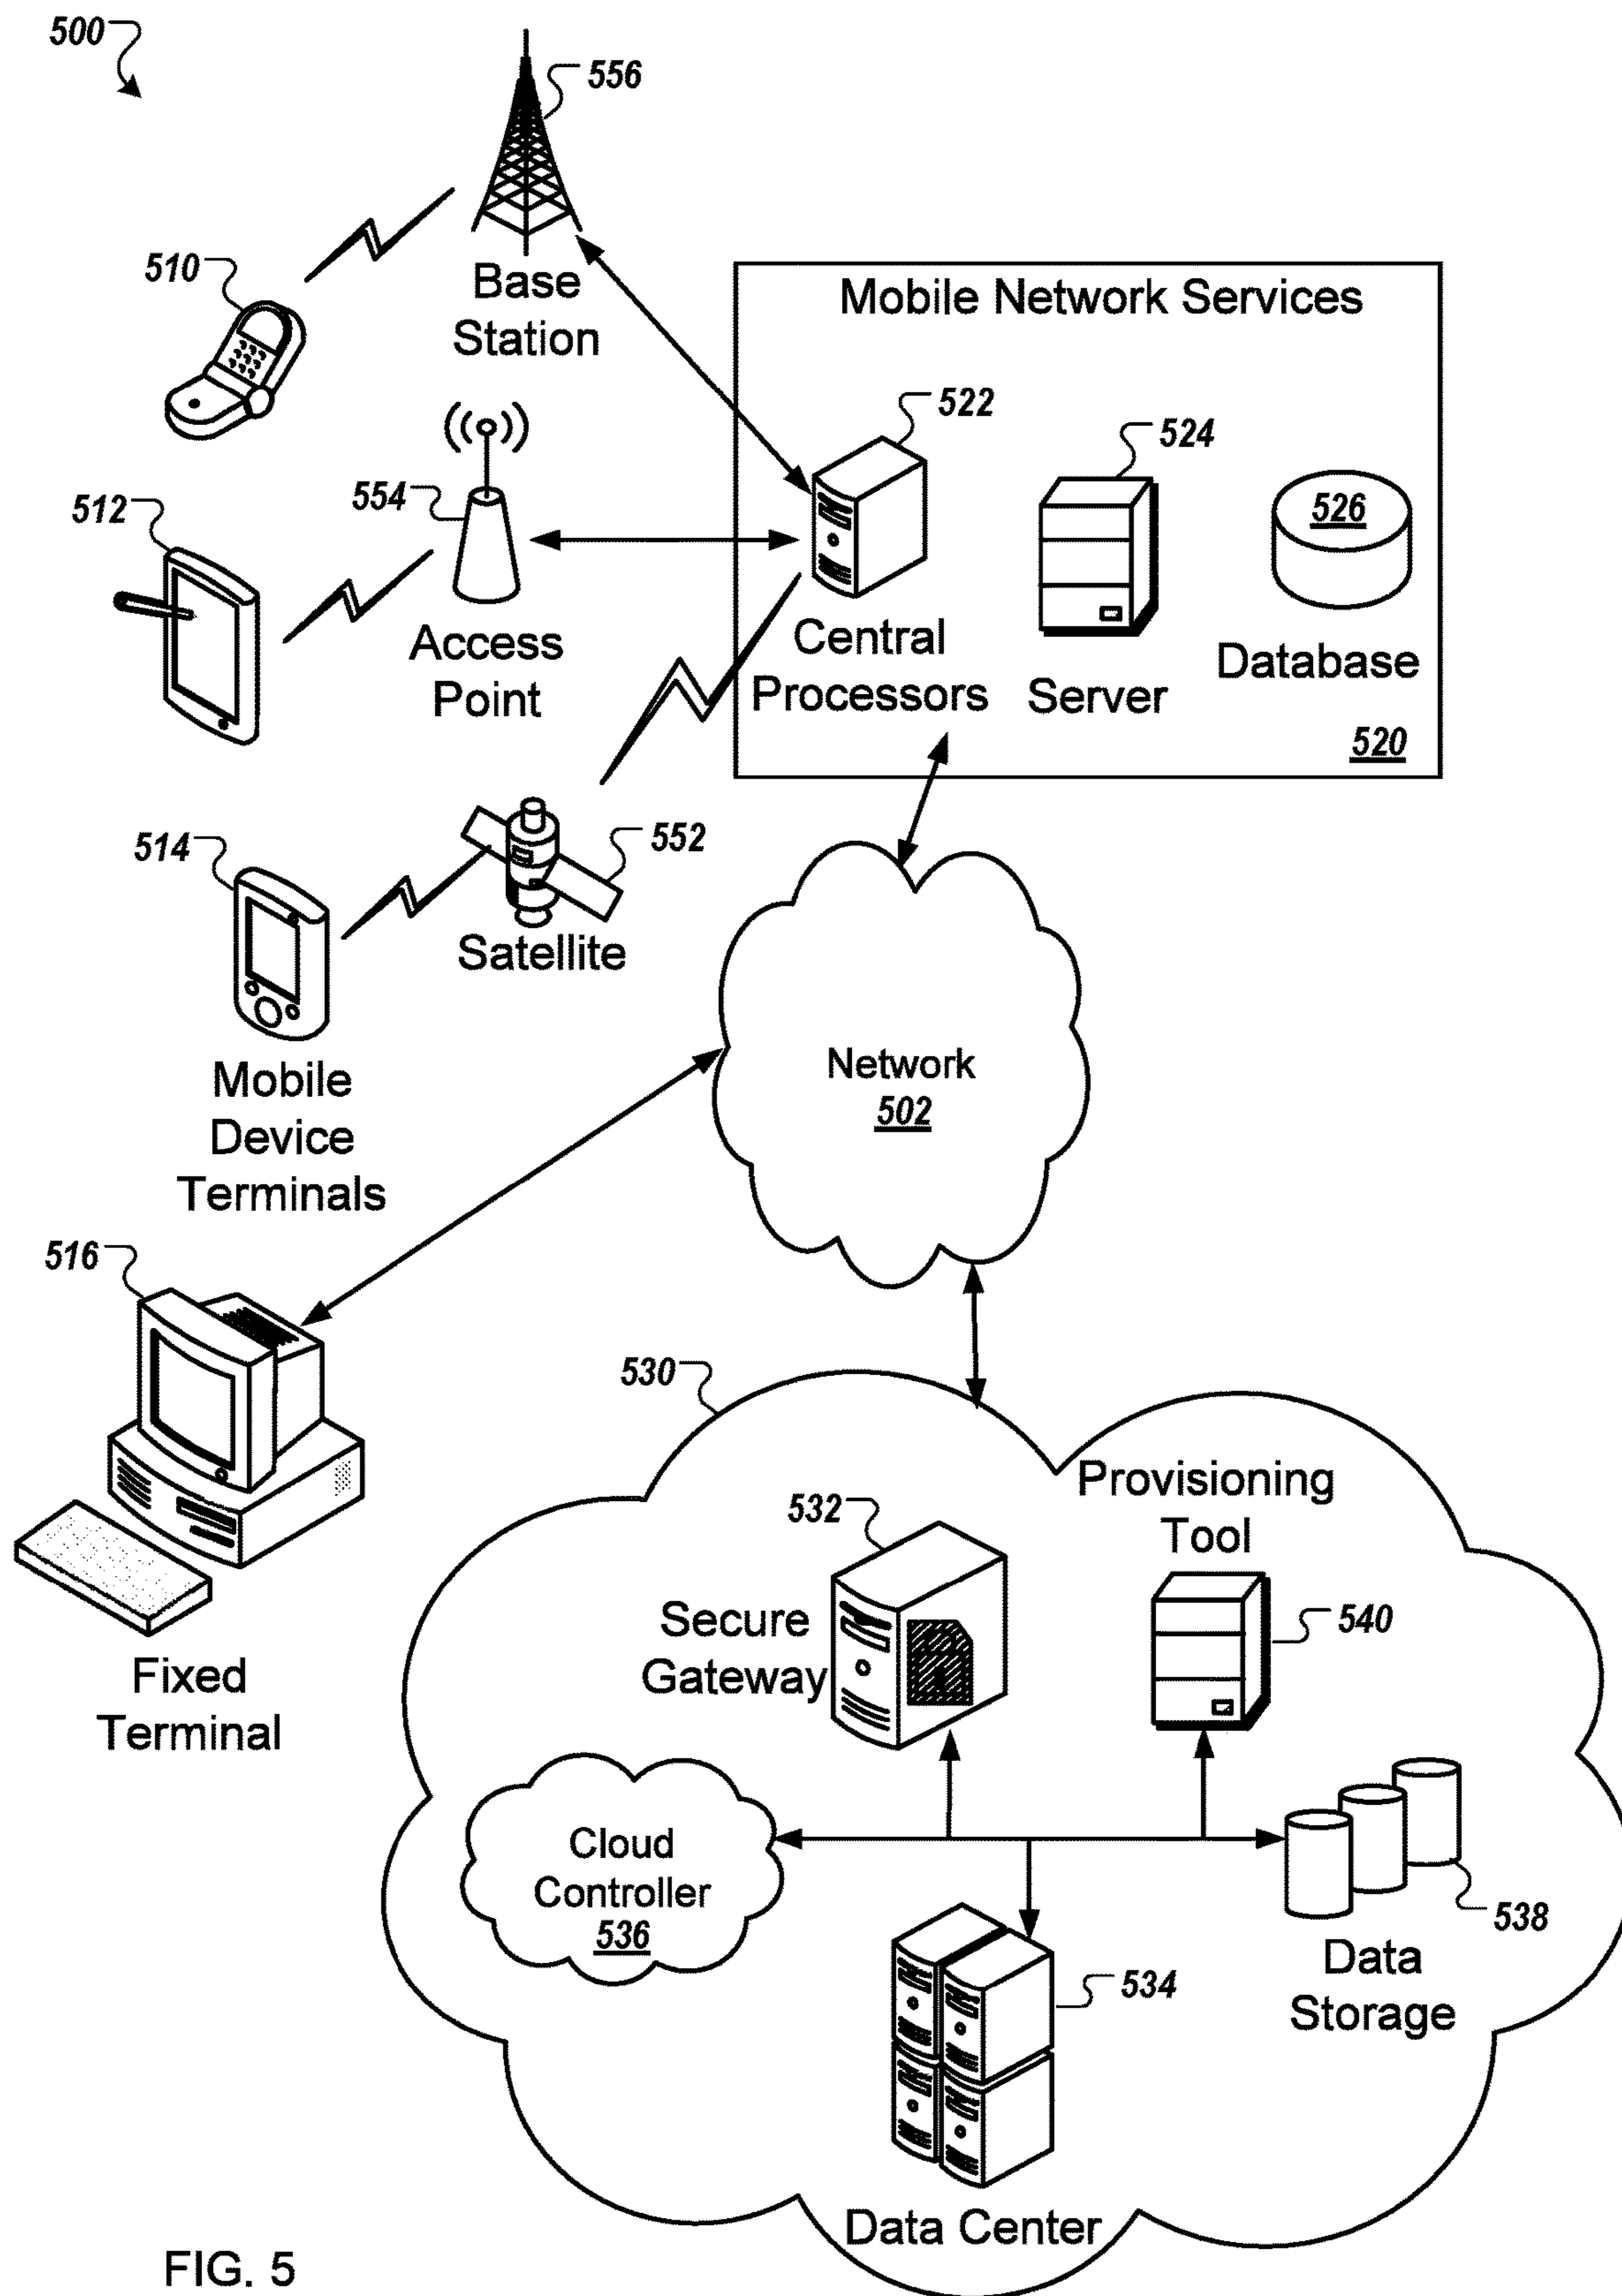 500
556
Base
Station
510
Mobile Network Services
522
524
526
554
512
Central
Processors
Server
Database
520
Access
Point
514
552
Satellite
Mobile
Device
Terminals
Network
502
516
Fixed
Terminal
530
Provisioning
Tool
532
Secure
Gateway
540
Cloud
Controller
536
538
Data
Storage
534
Data Center
FIG. 5